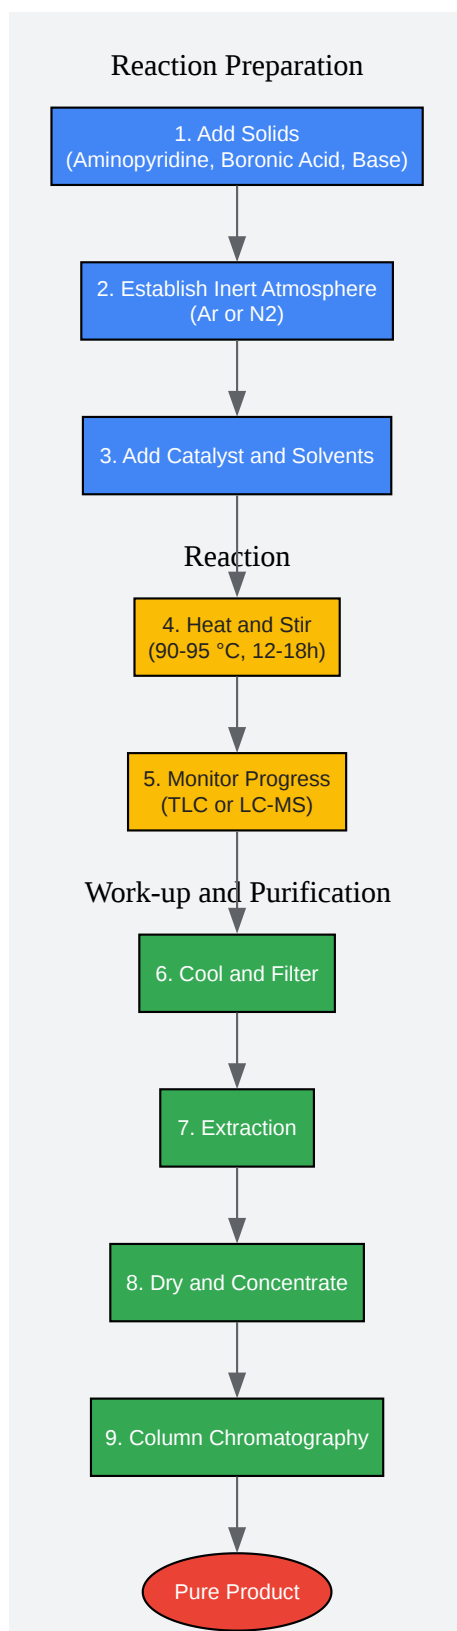 Reaction Preparation
1. Add Solids
(Aminopyridine, Boronic Acid, Base)
2. Establish Inert Atmosphere
(Ar or N2)
3. Add Catalyst and Solvents
Reaction
4. Heat and Stir
(90-95 °C, 12-18h)
5. Monitor Progress
(TLC or LC-MS)
Work-up and Purification
6. Cool and Filter
7. Extraction
8. Dry and Concentrate
9. Column Chromatography
Pure Product